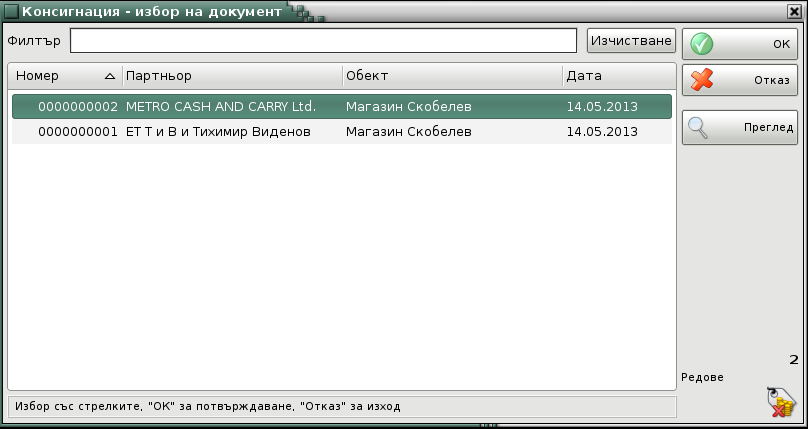 Консигнация - избор на документ
Филтър
Изчистване
OK
Отказ
Преглед
Номер Партньор Обект Дата
0000000002 METRO CASH AND CARRY Ltd. Магазин Скобелев 14.05.2013
0000000001 ЕТ Т и В и Тихимир Виденов Магазин Скобелев 14.05.2013
2
Редове
Избор със стрелките, "ОК" за потвърждаване, "Отказ" за изход